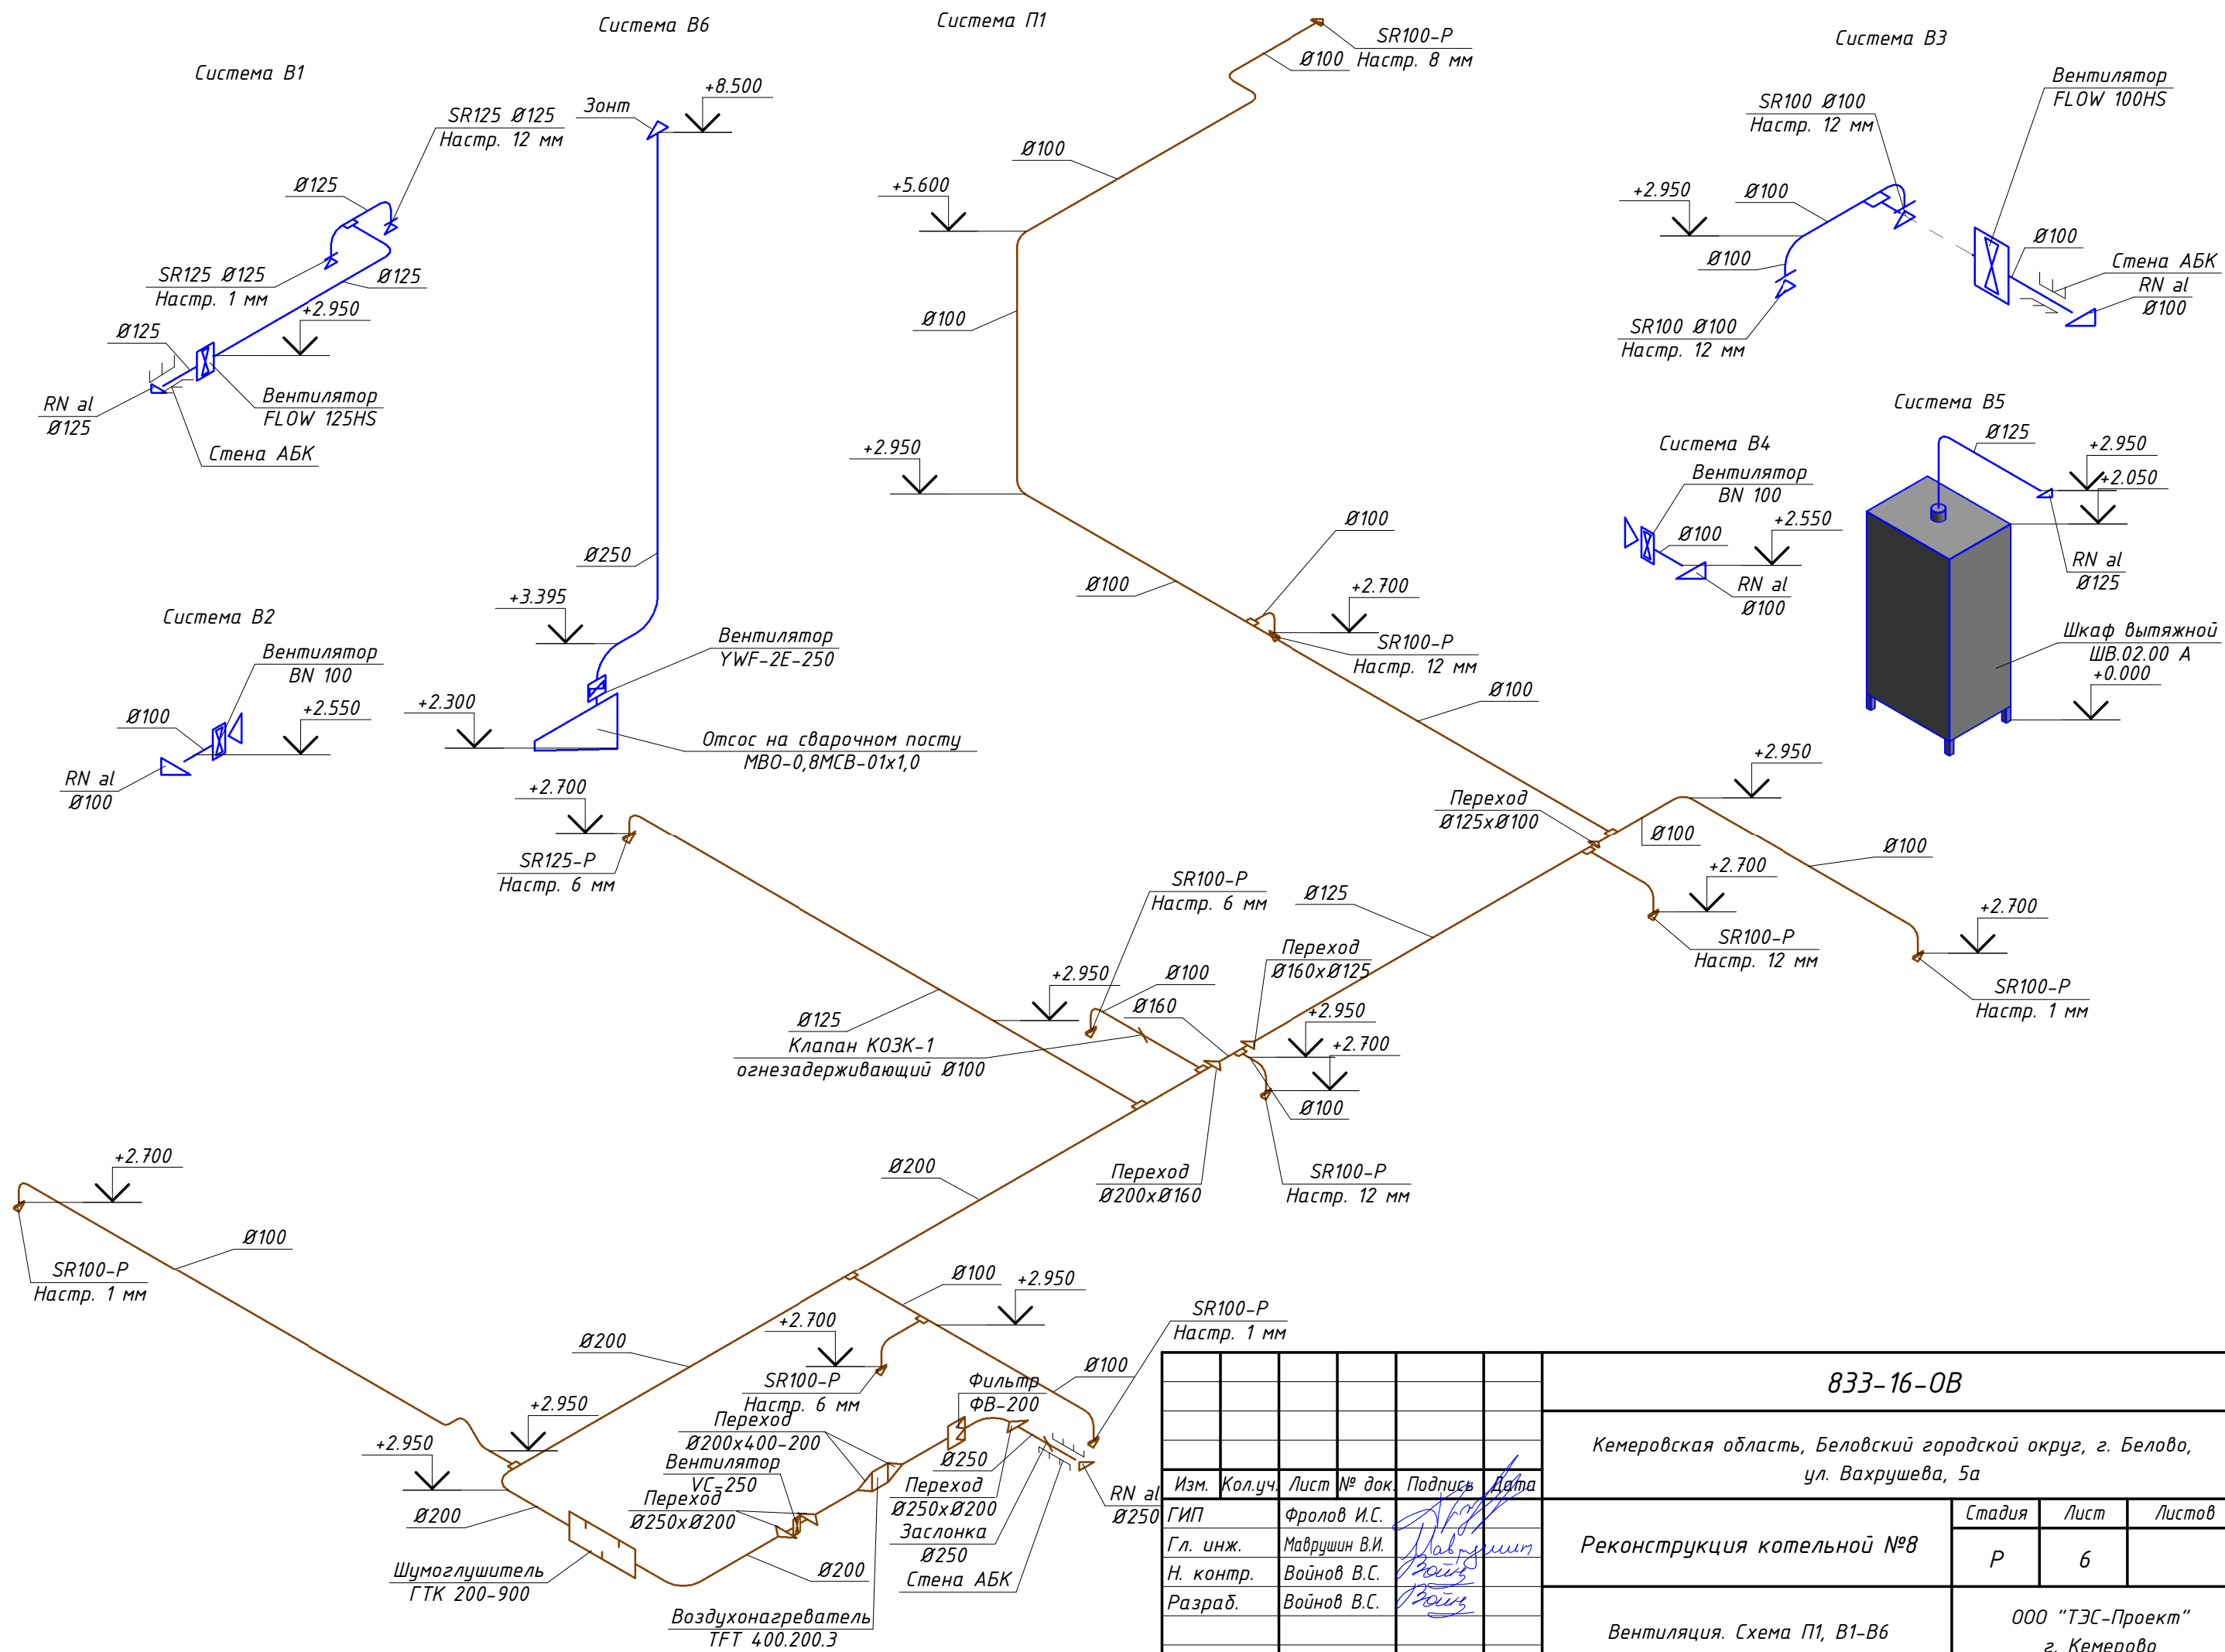 Система В1
SR125 Ø125
Настр. 12 мм
Ø125
SR125 Ø125
Настр. 1 мм
Ø125
+2.950
Ø125
RN al
Ø125
Вентилятор
FLOW 125HS
Стена АБК
Система В6
Зонт
+8.500
Ø250
+3.395
Вентилятор
YWF-2E-250
+2.300
Отсос на сварочном посту
МВО-0,8МСВ-01х1,0
Система В2
Вентилятор
BN 100
Ø100
+2.550
RN al
Ø100
Система П1
SR100-P
Настр. 8 мм
Ø100
Ø100
+5.600
Ø100
+2.950
Ø100
Ø100
+2.700
SR100-P
Настр. 12 мм
Ø100
Система В3
Вентилятор
FLOW 100HS
SR100 Ø100
Настр. 12 мм
+2.950
Ø100
Ø100
Ø100
Стена АБК
RN al
Ø100
SR100 Ø100
Настр. 12 мм
Система В4
Вентилятор
BN 100
Ø100
+2.550
RN al
Ø100
Система В5
Ø125
+2.950
+2.050
RN al
Ø125
Шкаф вытяжной
ШВ.02.00 А
+0.000
+2.950
Переход
Ø125xØ100
Ø100
Ø100
+2.700
SR100-P
Настр. 12 мм
+2.700
SR100-P
Настр. 1 мм
+2.700
SR125-P
Настр. 6 мм
SR100-P
Настр. 6 мм
Ø125
Переход
Ø160xØ125
+2.950
Ø100
Ø160
+2.950
+2.700
Ø125
Клапан КОЗК-1
огнезадерживающий Ø100
Ø100
Переход
Ø200xØ160
SR100-P
Настр. 12 мм
Ø200
+2.700
Ø100
SR100-P
Настр. 1 мм
Ø100
+2.950
SR100-P
Настр. 1 мм
+2.700
Ø200
Ø100
SR100-P
Настр. 6 мм
Фильтр
ФВ-200
Переход
Ø200x400-200
+2.950
+2.950
Вентилятор
VC-250
Ø250
Переход
Ø250xØ200
Переход
Ø250xØ200
RN al
Ø250
Ø200
Заслонка
Ø250
Стена АБК
Шумоглушитель
ГТК 200-900
Ø200
Воздухонагреватель
TFT 400.200.3
833-16-ОВ
Кемеровская область, Беловский городской округ, г. Белово,
ул. Вахрушева, 5а
Изм. Кол.уч. Лист № док. Подпись Дата
ГИП Фролов И.С.
Гл. инж. Маврушин В.И. Маврушин
Н. контр. Войнов В.С.
Разраб. Войнов В.С.
Реконструкция котельной №8
Стадия Лист Листов
Р 6
Вентиляция. Схема П1, В1-В6
ООО "ТЭС-Проект"
г. Кемерово